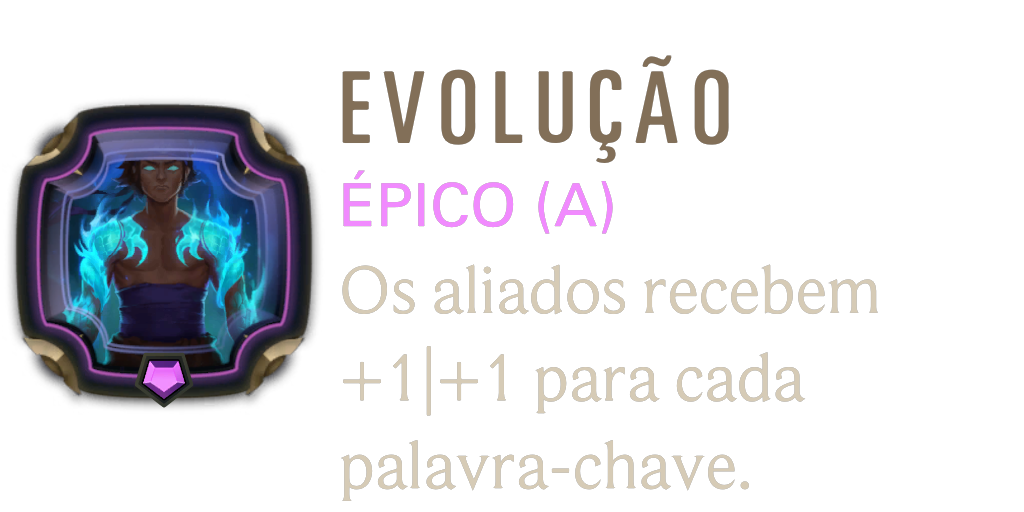 EVOLUÇÃO
ÉPICO (A)
Os aliados recebem
+1|+1 para cada
palavra-chave.